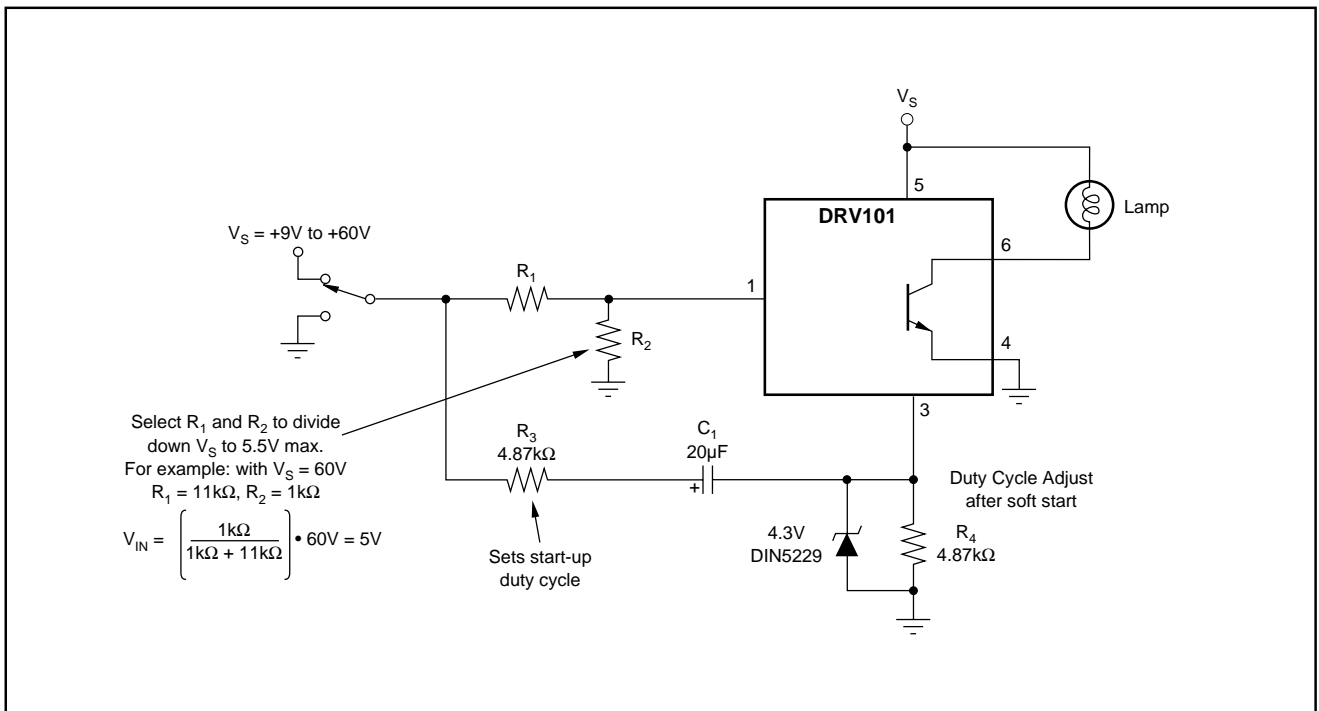 V_S
5
DRV101
Lamp
V_S = +9V to +60V
6
R_1
1
R_2
4
3
Select R_1 and R_2 to divide
down V_S to 5.5V max.
For example: with V_S = 60V
R_1 = 11kΩ, R_2 = 1kΩ
V_IN = [1kΩ / 1kΩ + 11kΩ] • 60V = 5V
R_3
4.87kΩ
C_1
20µF
+
Sets start-up
duty cycle
Duty Cycle Adjust
after soft start
4.3V
DIN5229
R_4
4.87kΩ